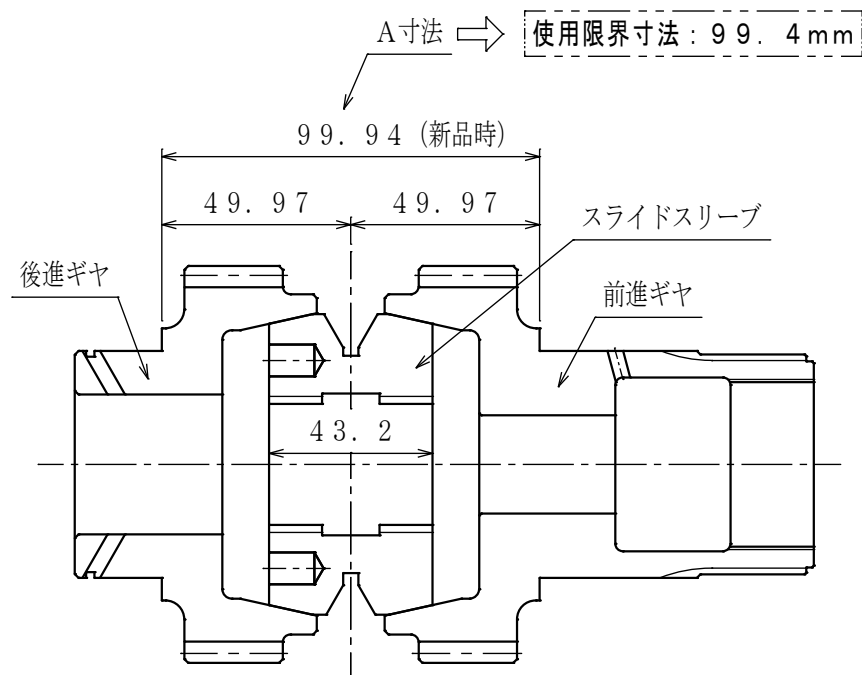 A寸法 ⇨ 使用限界寸法：９９．４mm
９９．９４（新品時）
４９．９７ ４９．９７
スライドスリーブ
後進ギヤ
前進ギヤ
４３．２